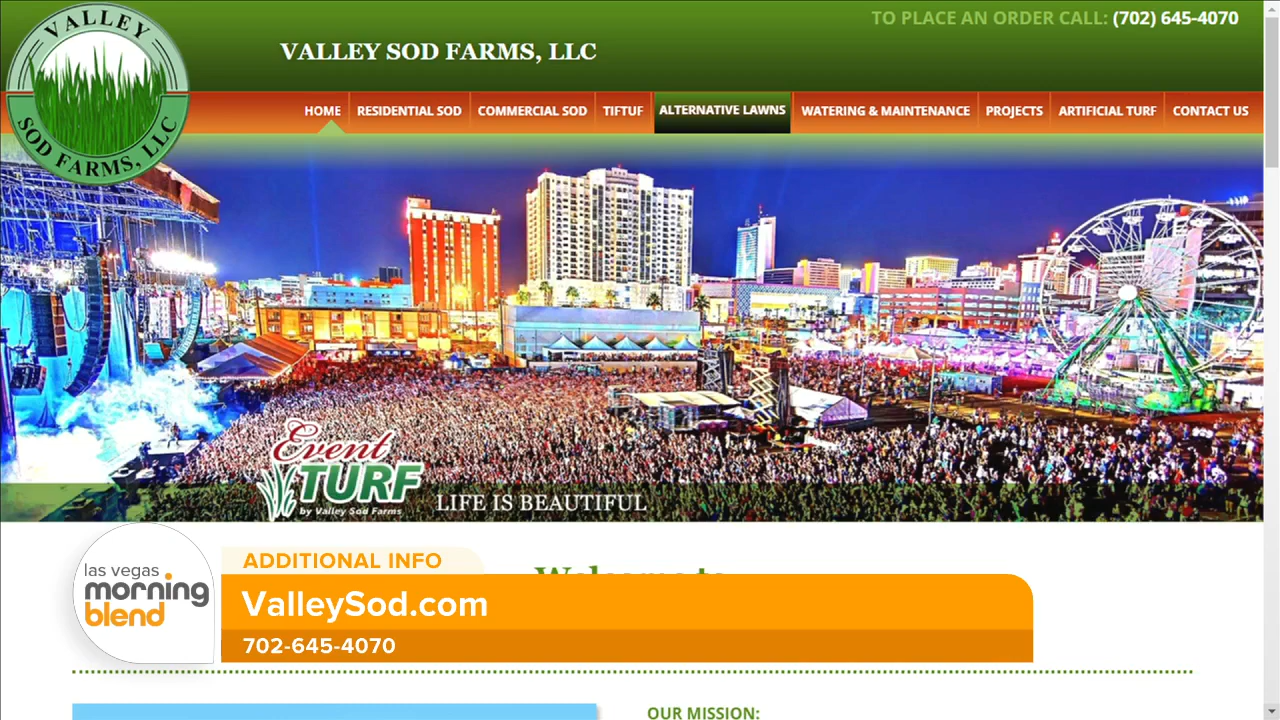 VALLEY
SOD FARMS, LLC
TO PLACE AN ORDER CALL: (702) 645-4070
VALLEY SOD FARMS, LLC
HOME
RESIDENTIAL SOD
COMMERCIAL SOD
TIFTUF
ALTERNATIVE LAWNS
WATERING & MAINTENANCE
PROJECTS
ARTIFICIAL TURF
CONTACT US
Event
TURF
by Valley Sod Farms
LIFE IS BEAUTIFUL
las vegas
morning
blend
ADDITIONAL INFO
Welcome to
ValleySod.com
702-645-4070
OUR MISSION: